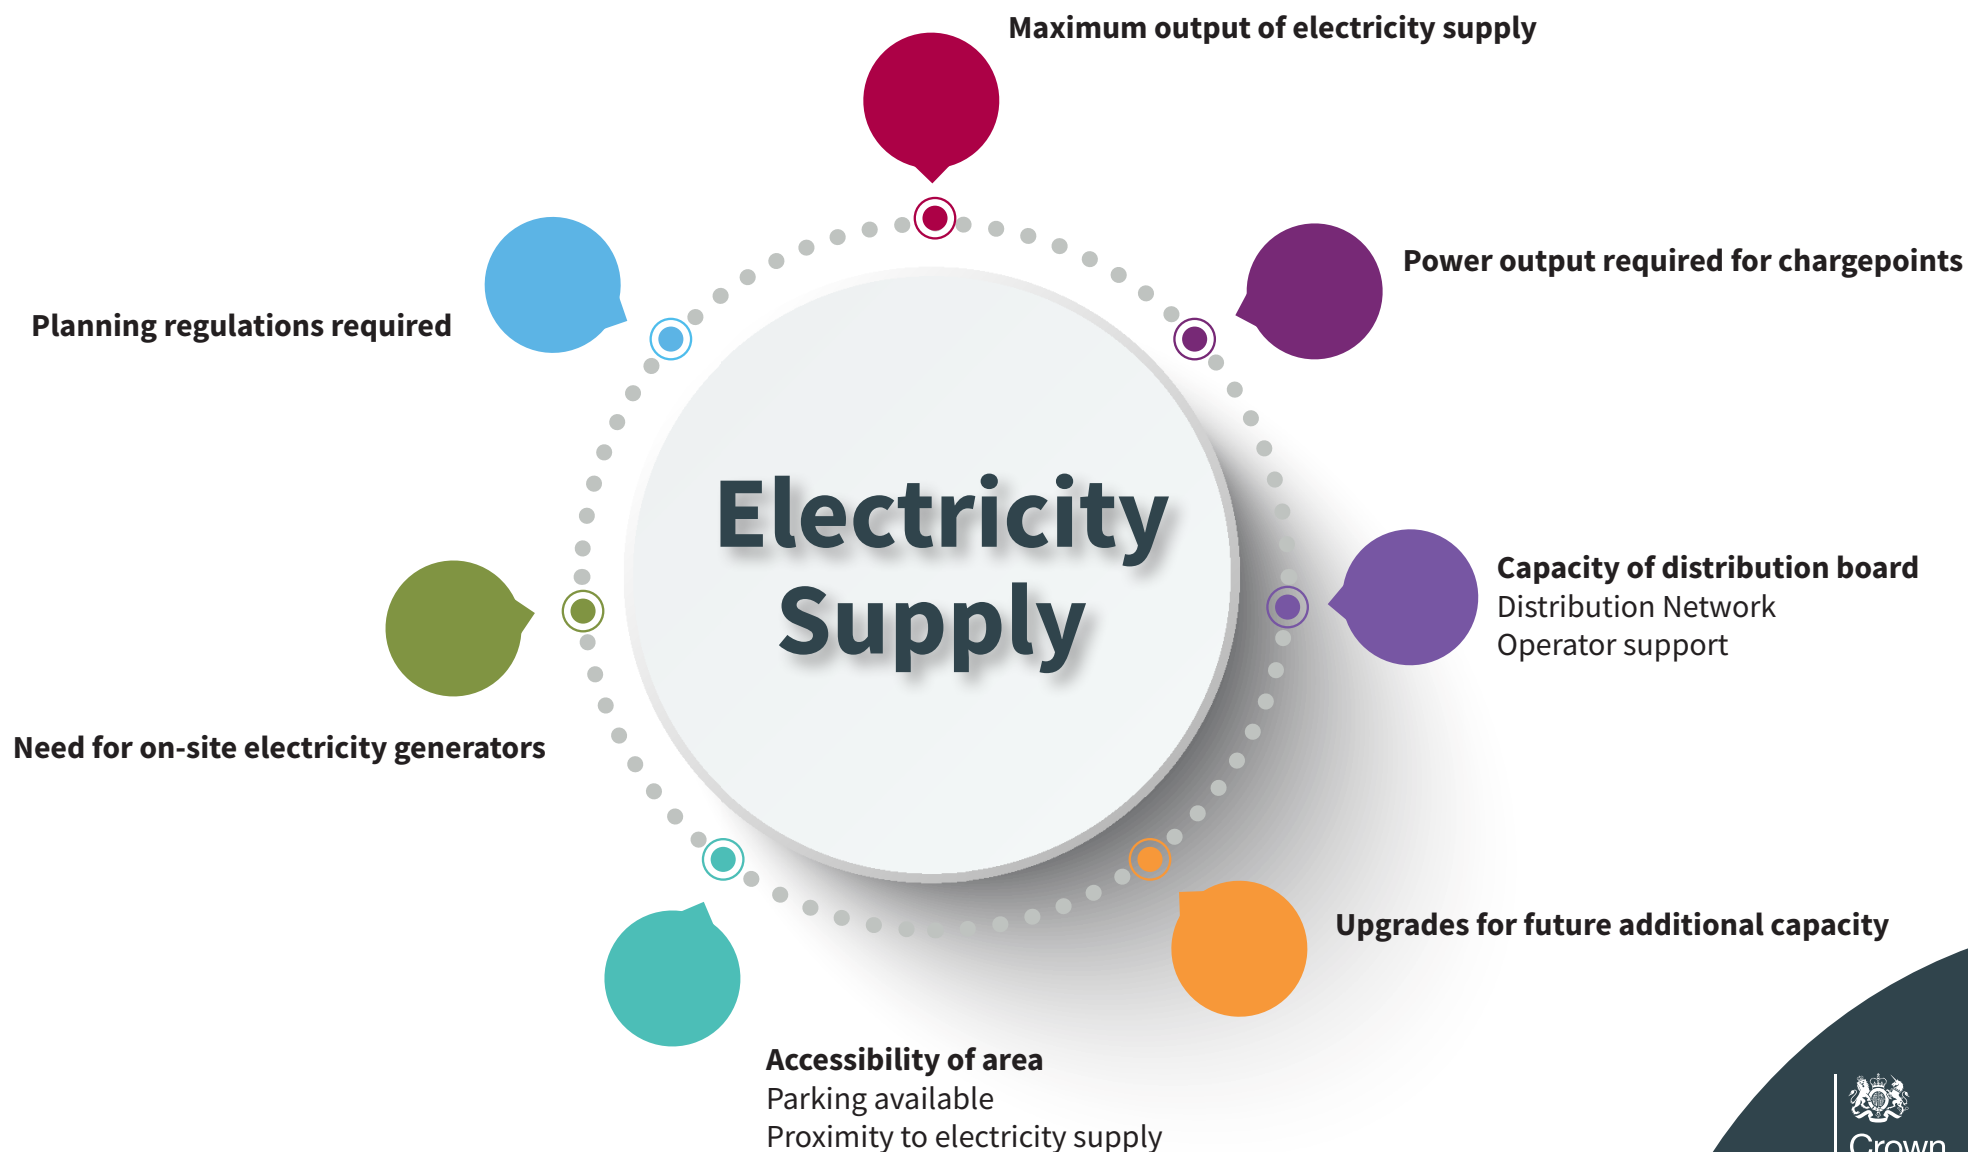 Maximum output of electricity supply
Power output required for chargepoints
Planning regulations required
Electricity
Supply
Capacity of distribution board
Distribution Network
Operator support
Need for on-site electricity generators
Upgrades for future additional capacity
Accessibility of area
Parking available
Proximity to electricity supply
Crown